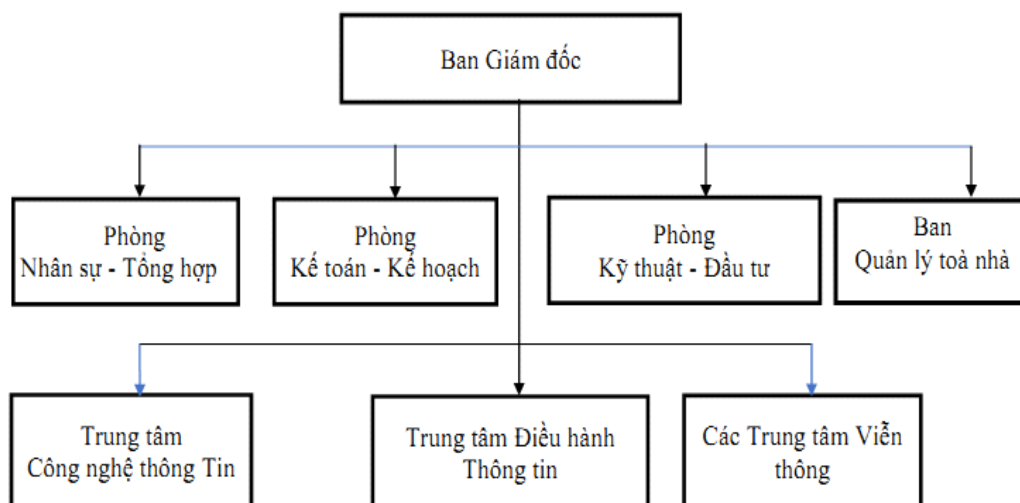 Ban Giám đốc
Phòng
Nhân sự - Tổng hợp
Phòng
Kế toán - Kế hoạch
Phòng
Kỹ thuật - Đầu tư
Ban
Quản lý toà nhà
Trung tâm
Công nghệ thông Tin
Trung tâm Điều hành
Thông tin
Các Trung tâm Viễn
thông